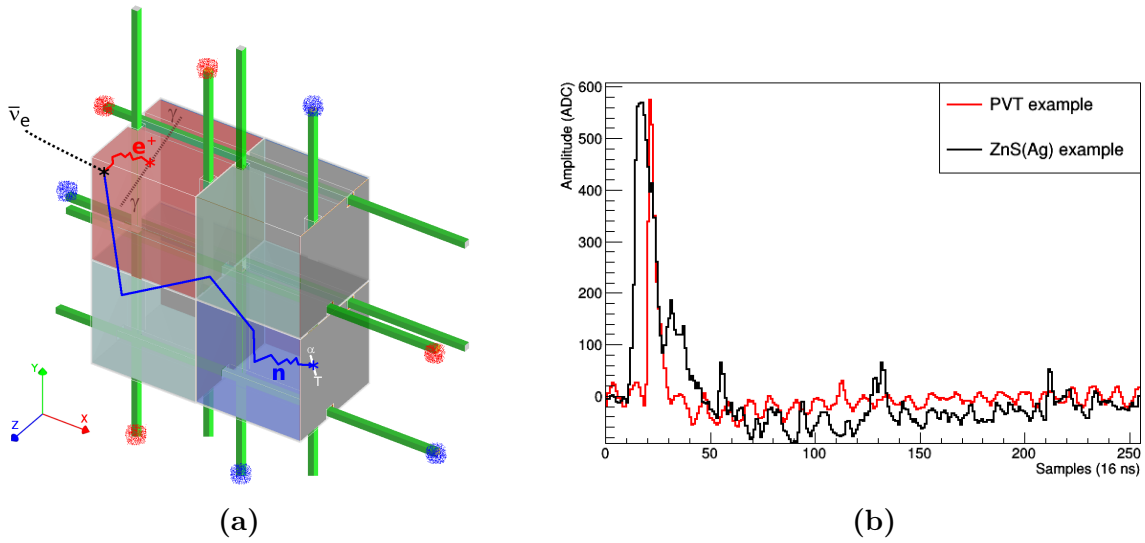 ν̅e
γ
e+
γ
α
n
T
Y
X
Z
(a)
600
500
400
300
200
100
0
Amplitude (ADC)
PVT example
ZnS(Ag) example
0 50 100 150 200 250
Samples (16 ns)
(b)